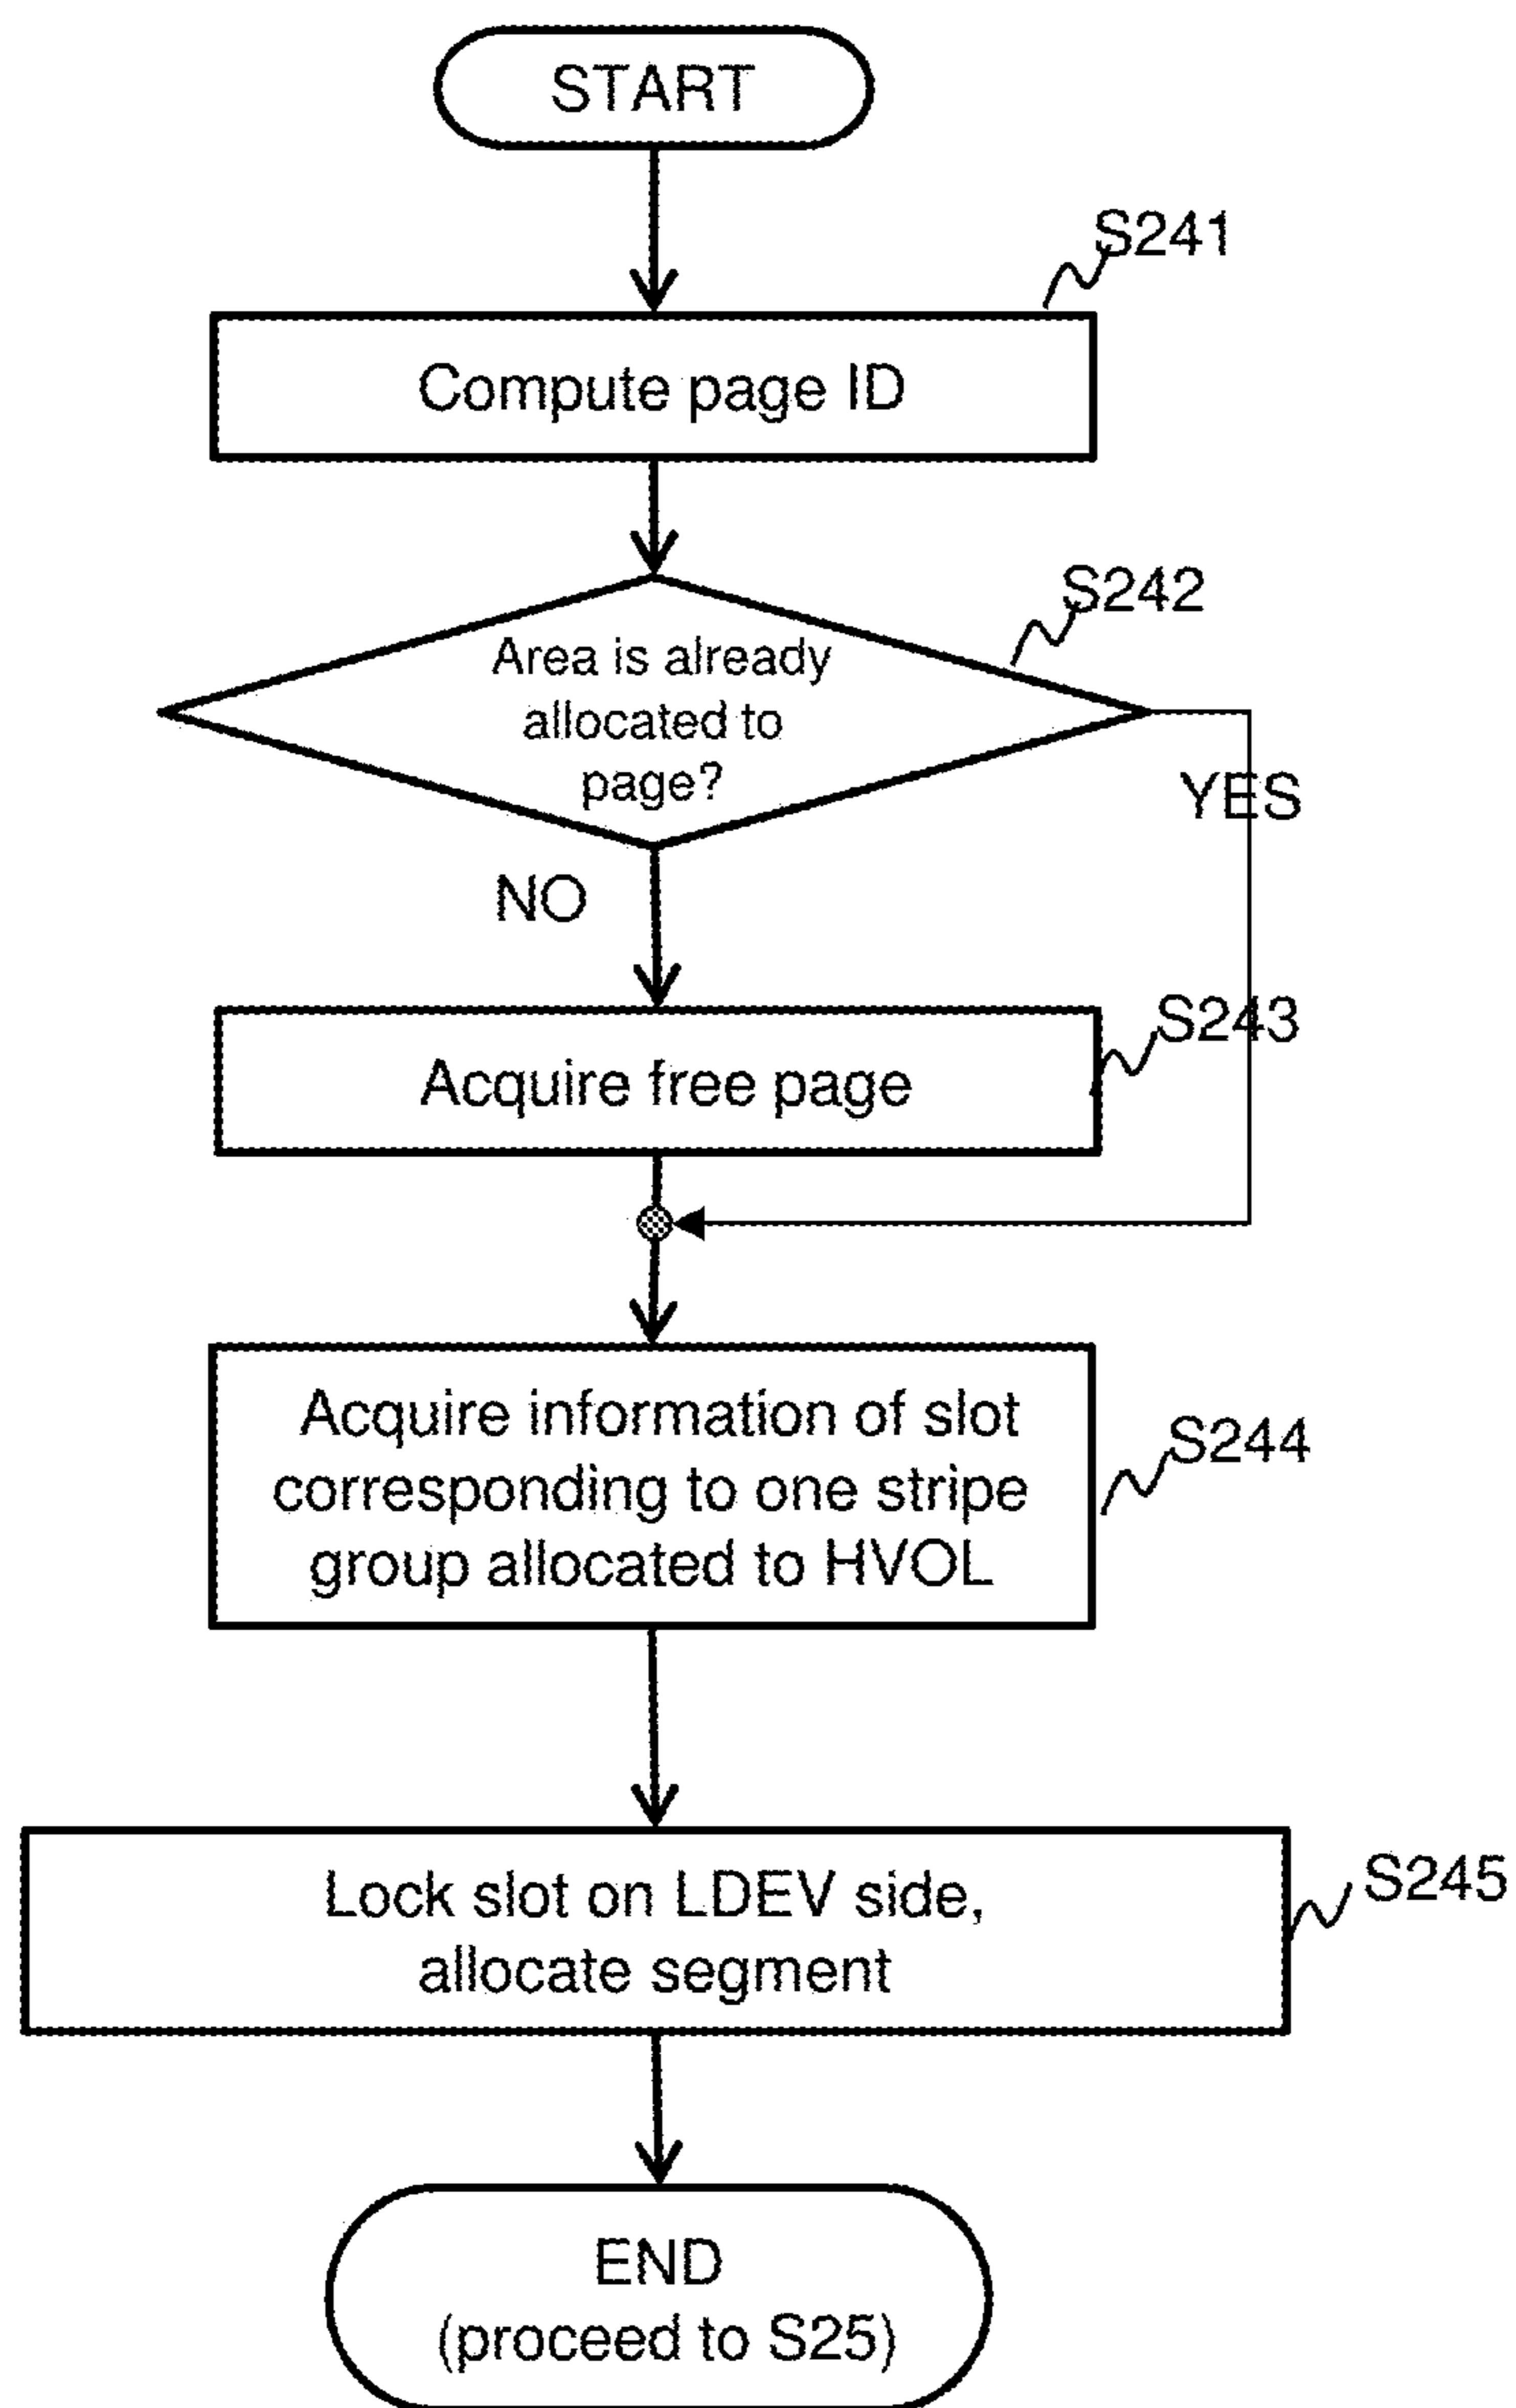 START
S241
Compute page ID
S242
Area is already
allocated to
page?
YES
NO
S243
Acquire free page
Acquire information of slot
corresponding to one stripe
group allocated to HVOL
S244
Lock slot on LDEV side,
allocate segment
S245
END
(proceed to S25)